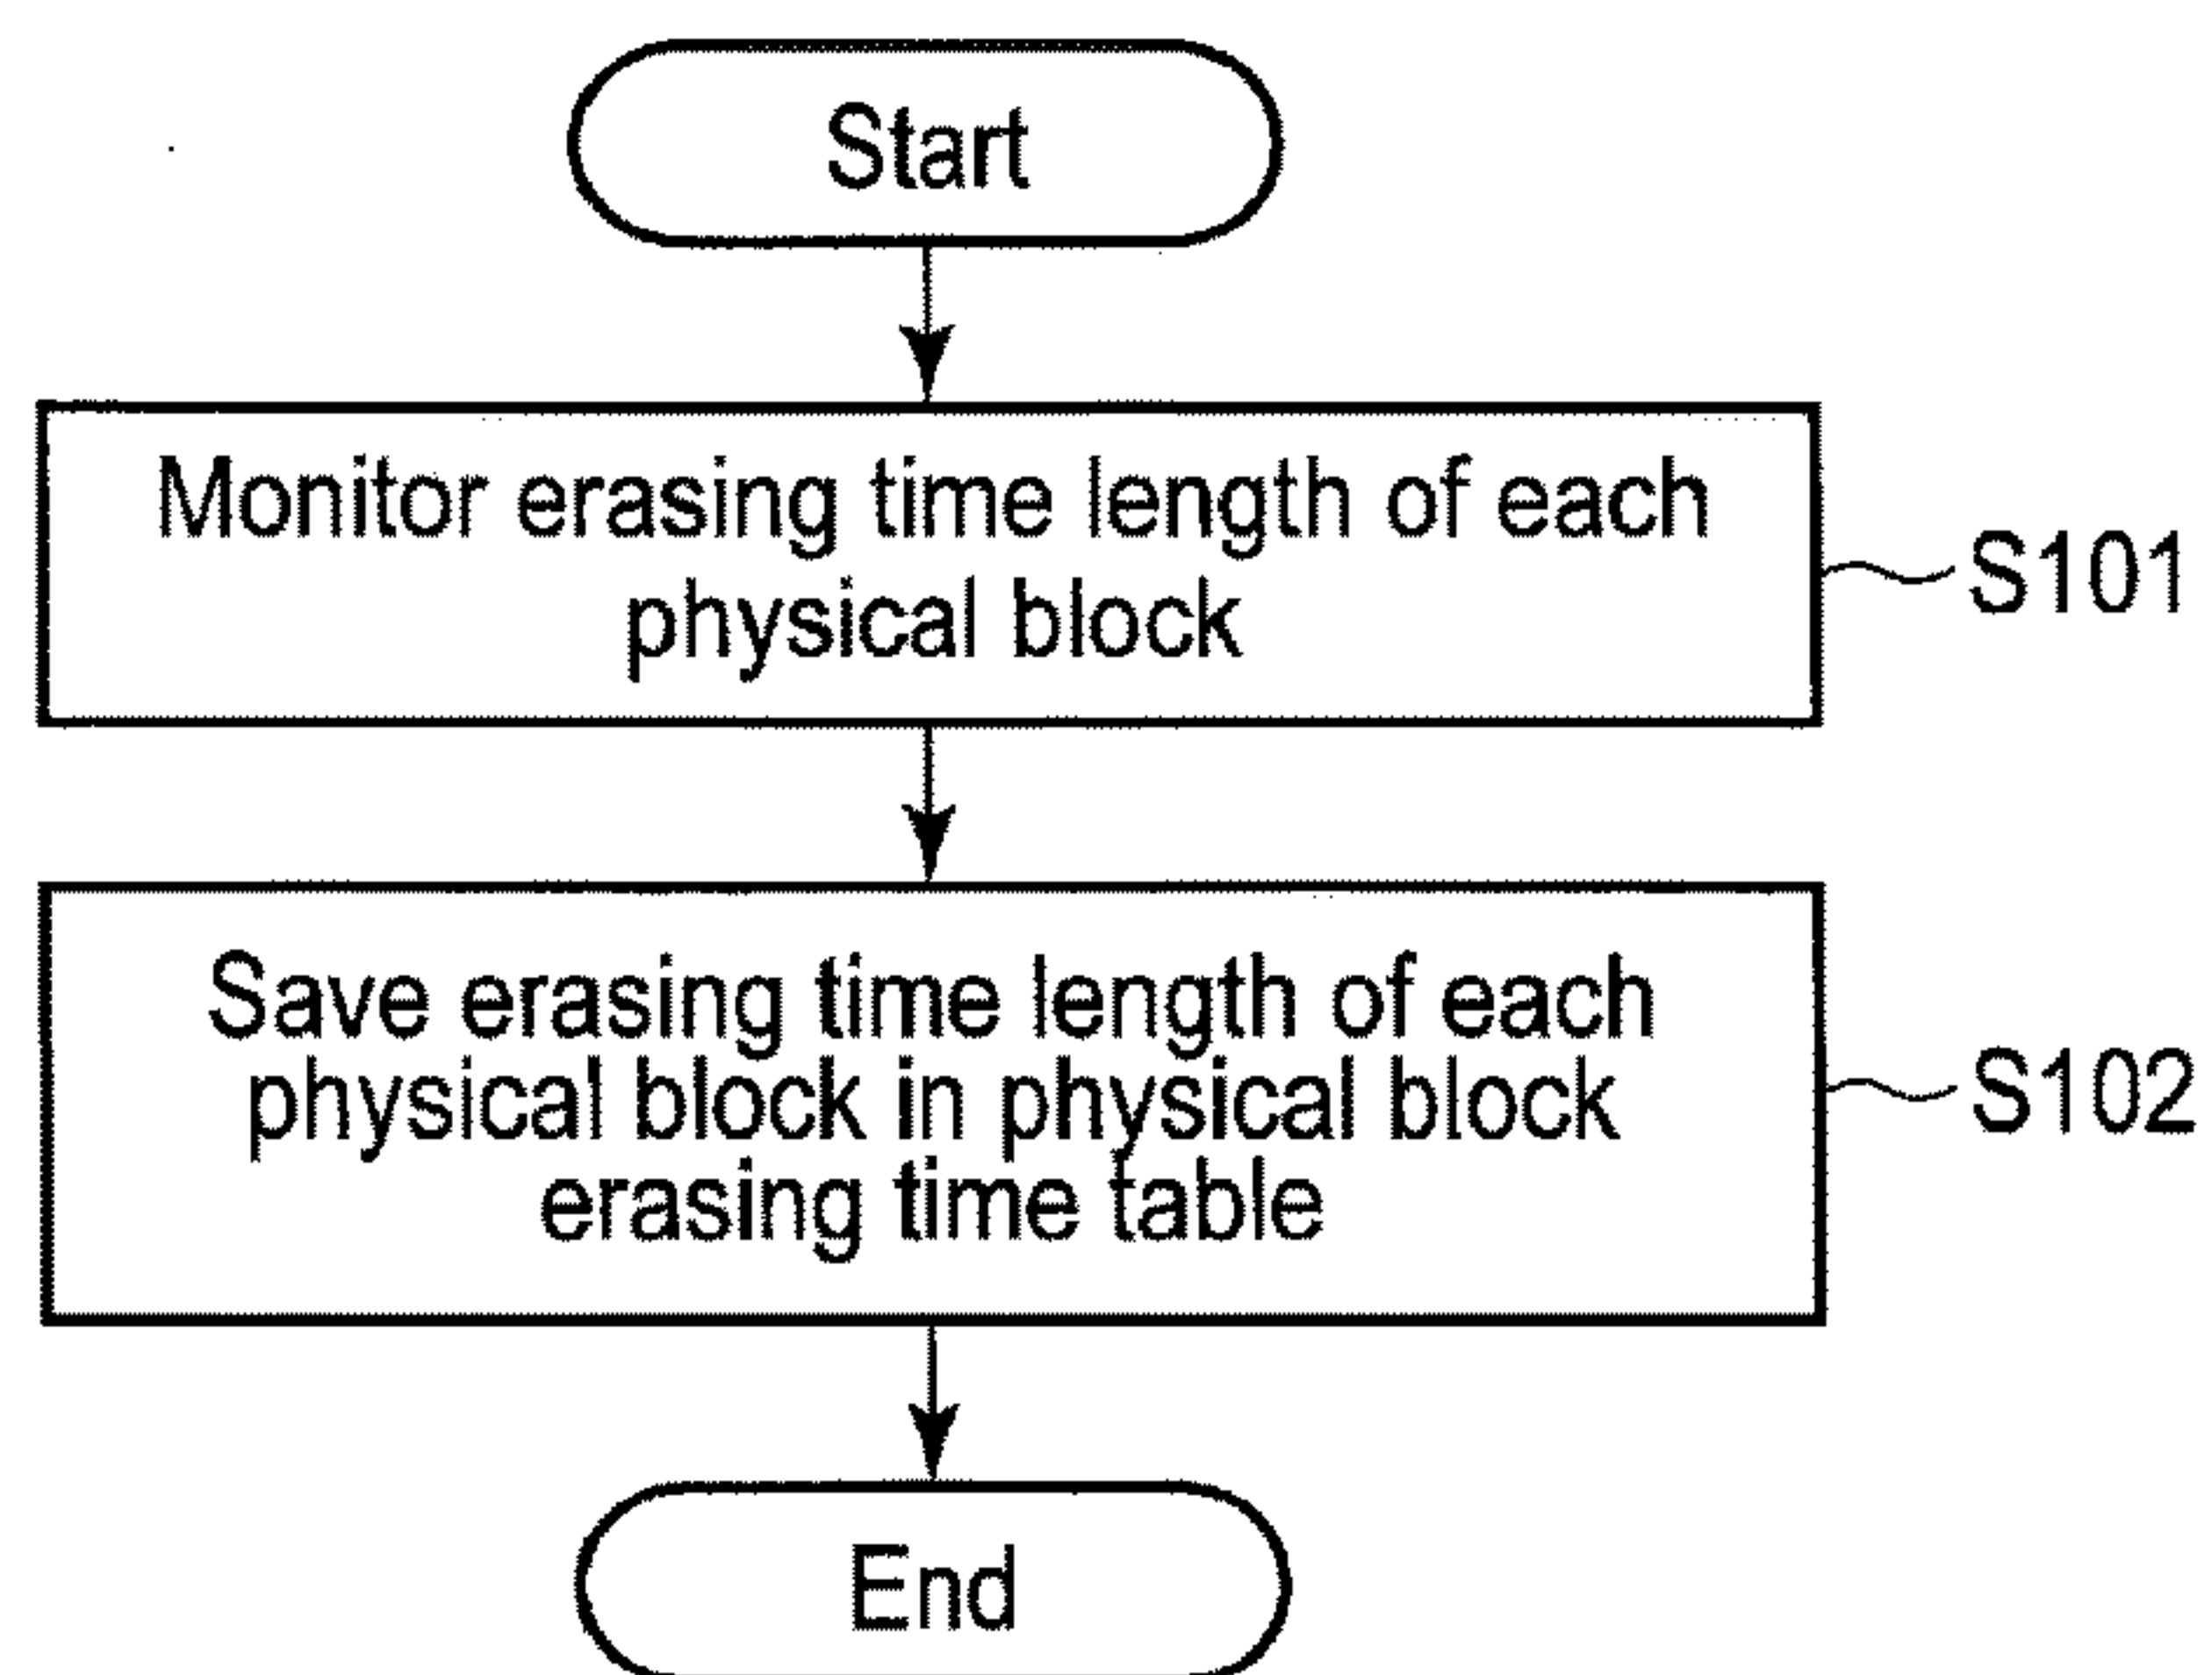 Start
Monitor erasing time length of each
physical block
S101
Save erasing time length of each
physical block in physical block
erasing time table
S102
End